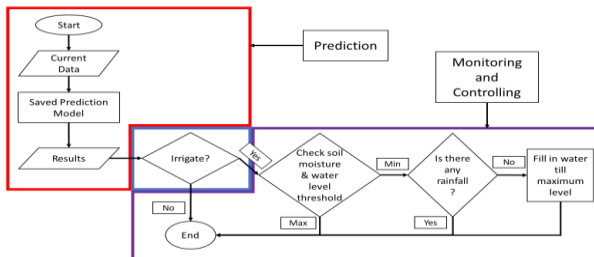 Start
Current
Data
Saved Prediction
Model
Results
Prediction
Monitoring
and
Controlling
Irrigate?
Yes
No
End
Check soil
moisture
& water
level
threshold
Min
Max
Is there
any
rainfall
?
No
Yes
Fill in water
till
maximum
level